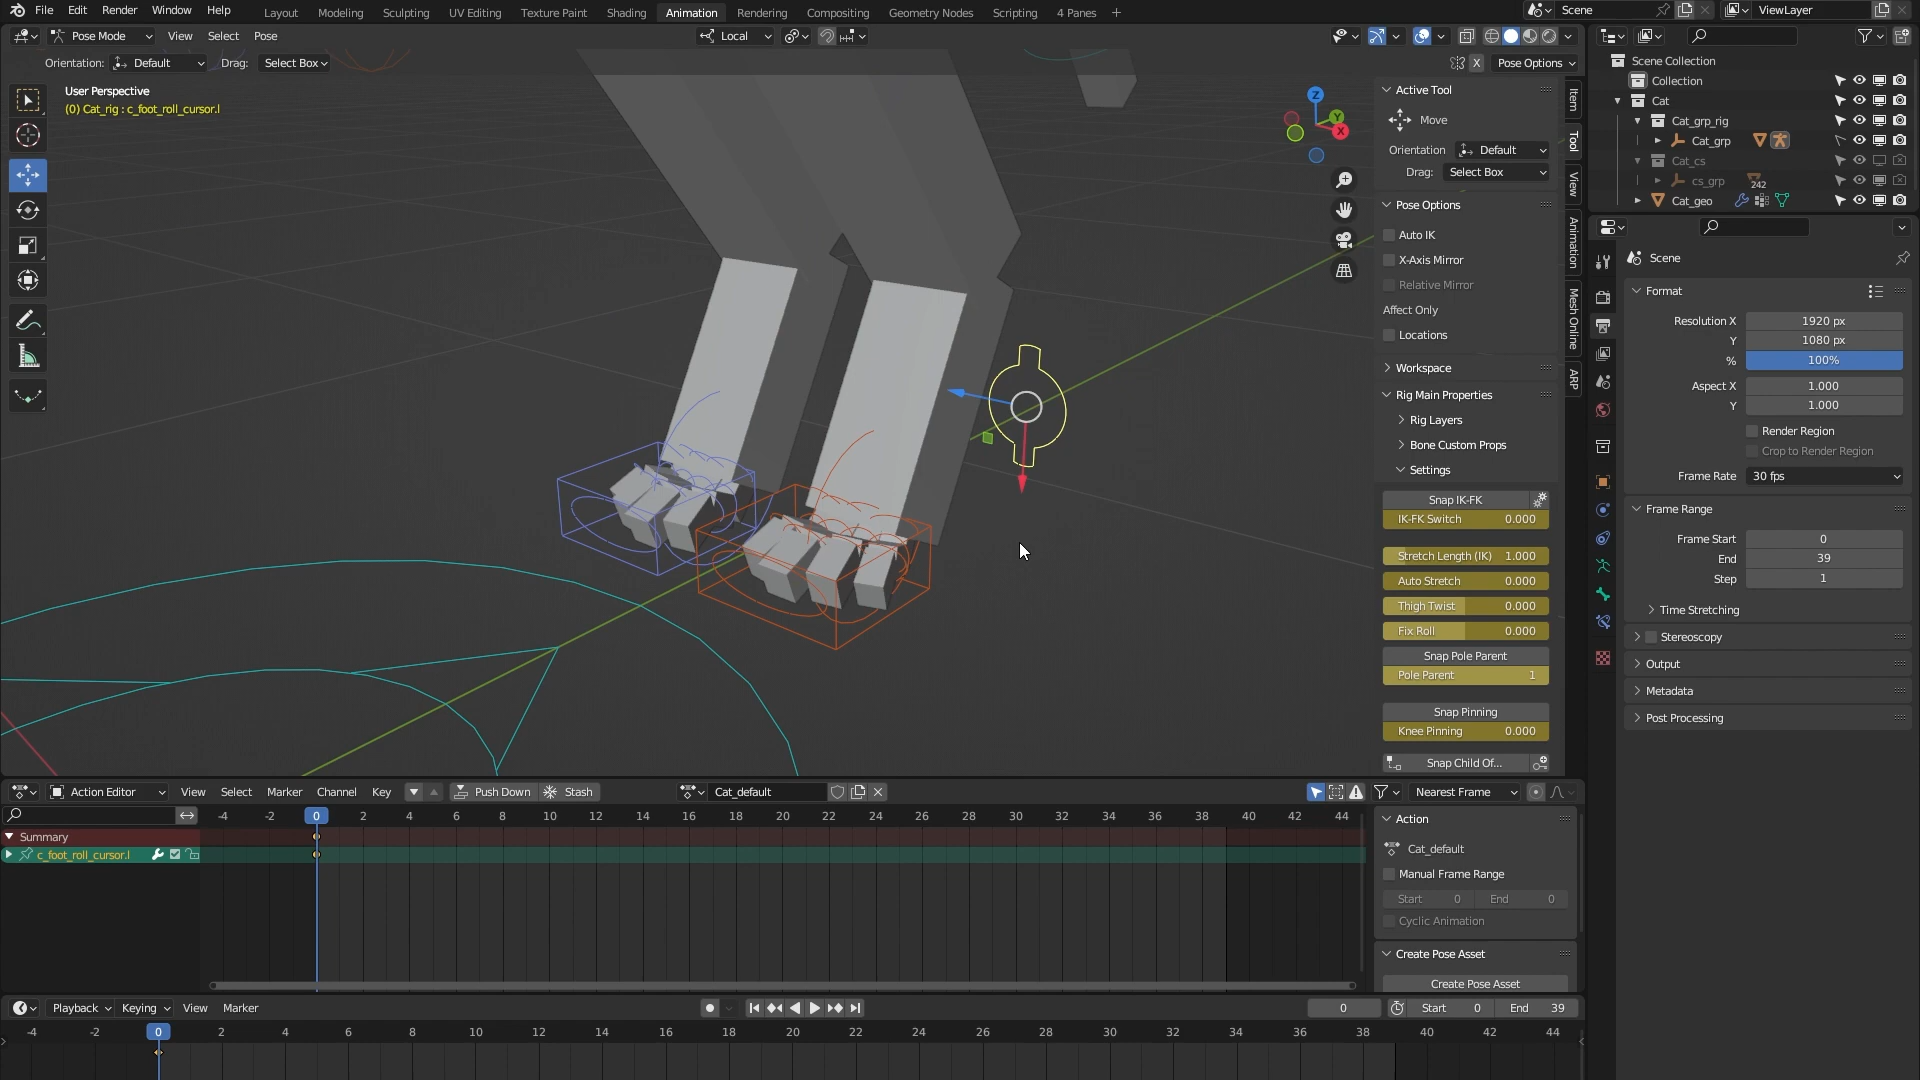 File Edit Render Window Help Layout Modeling Sculpting UV Editing Texture Paint Shading Animation Rendering Compositing Geometry Nodes Scripting 4 Panes + Scene ViewLayer
Pose Mode View Select Pose Local
Orientation: Default Drag: Select Box X Pose Options
User Perspective
(0) Cat_rig : c_foot_roll_cursor.l
Z
Y
X
Active Tool
Move
Orientation Default
Drag: Select Box
Pose Options
Auto IK
X-Axis Mirror
Relative Mirror
Affect Only
Locations
Workspace
Rig Main Properties
Rig Layers
Bone Custom Props
Settings
Snap IK-FK
IK-FK Switch 0.000
Stretch Length (IK) 1.000
Auto Stretch 0.000
Thigh Twist 0.000
Fix Roll 0.000
Snap Pole Parent
Pole Parent 1
Snap Pinning
Knee Pinning 0.000
Snap Child Of...
Item
Tool
View
Animation
Mesh Online
ARP
Scene Collection
Collection
Cat
Cat_grp_rig
Cat_grp
Cat_cs
cs_grp 242
Cat_geo
Scene
Format
Resolution X 1920 px
Y 1080 px
% 100%
Aspect X 1.000
Y 1.000
Render Region
Crop to Render Region
Frame Rate 30 fps
Frame Range
Frame Start 0
End 39
Step 1
Time Stretching
Stereoscopy
Output
Metadata
Post Processing
Action Editor View Select Marker Channel Key Push Down Stash Cat_default Nearest Frame
-4 -2 0 2 4 6 8 10 12 14 16 18 20 22 24 26 28 30 32 34 36 38 40 42 44
Summary
c_foot_roll_cursor.l
Action
Cat_default
Manual Frame Range
Start 0 End 0
Cyclic Animation
Create Pose Asset
Create Pose Asset
Playback Keying View Marker 0 Start 0 End 39
-4 -2 0 2 4 6 8 10 12 14 16 18 20 22 24 26 28 30 32 34 36 38 40 42 44